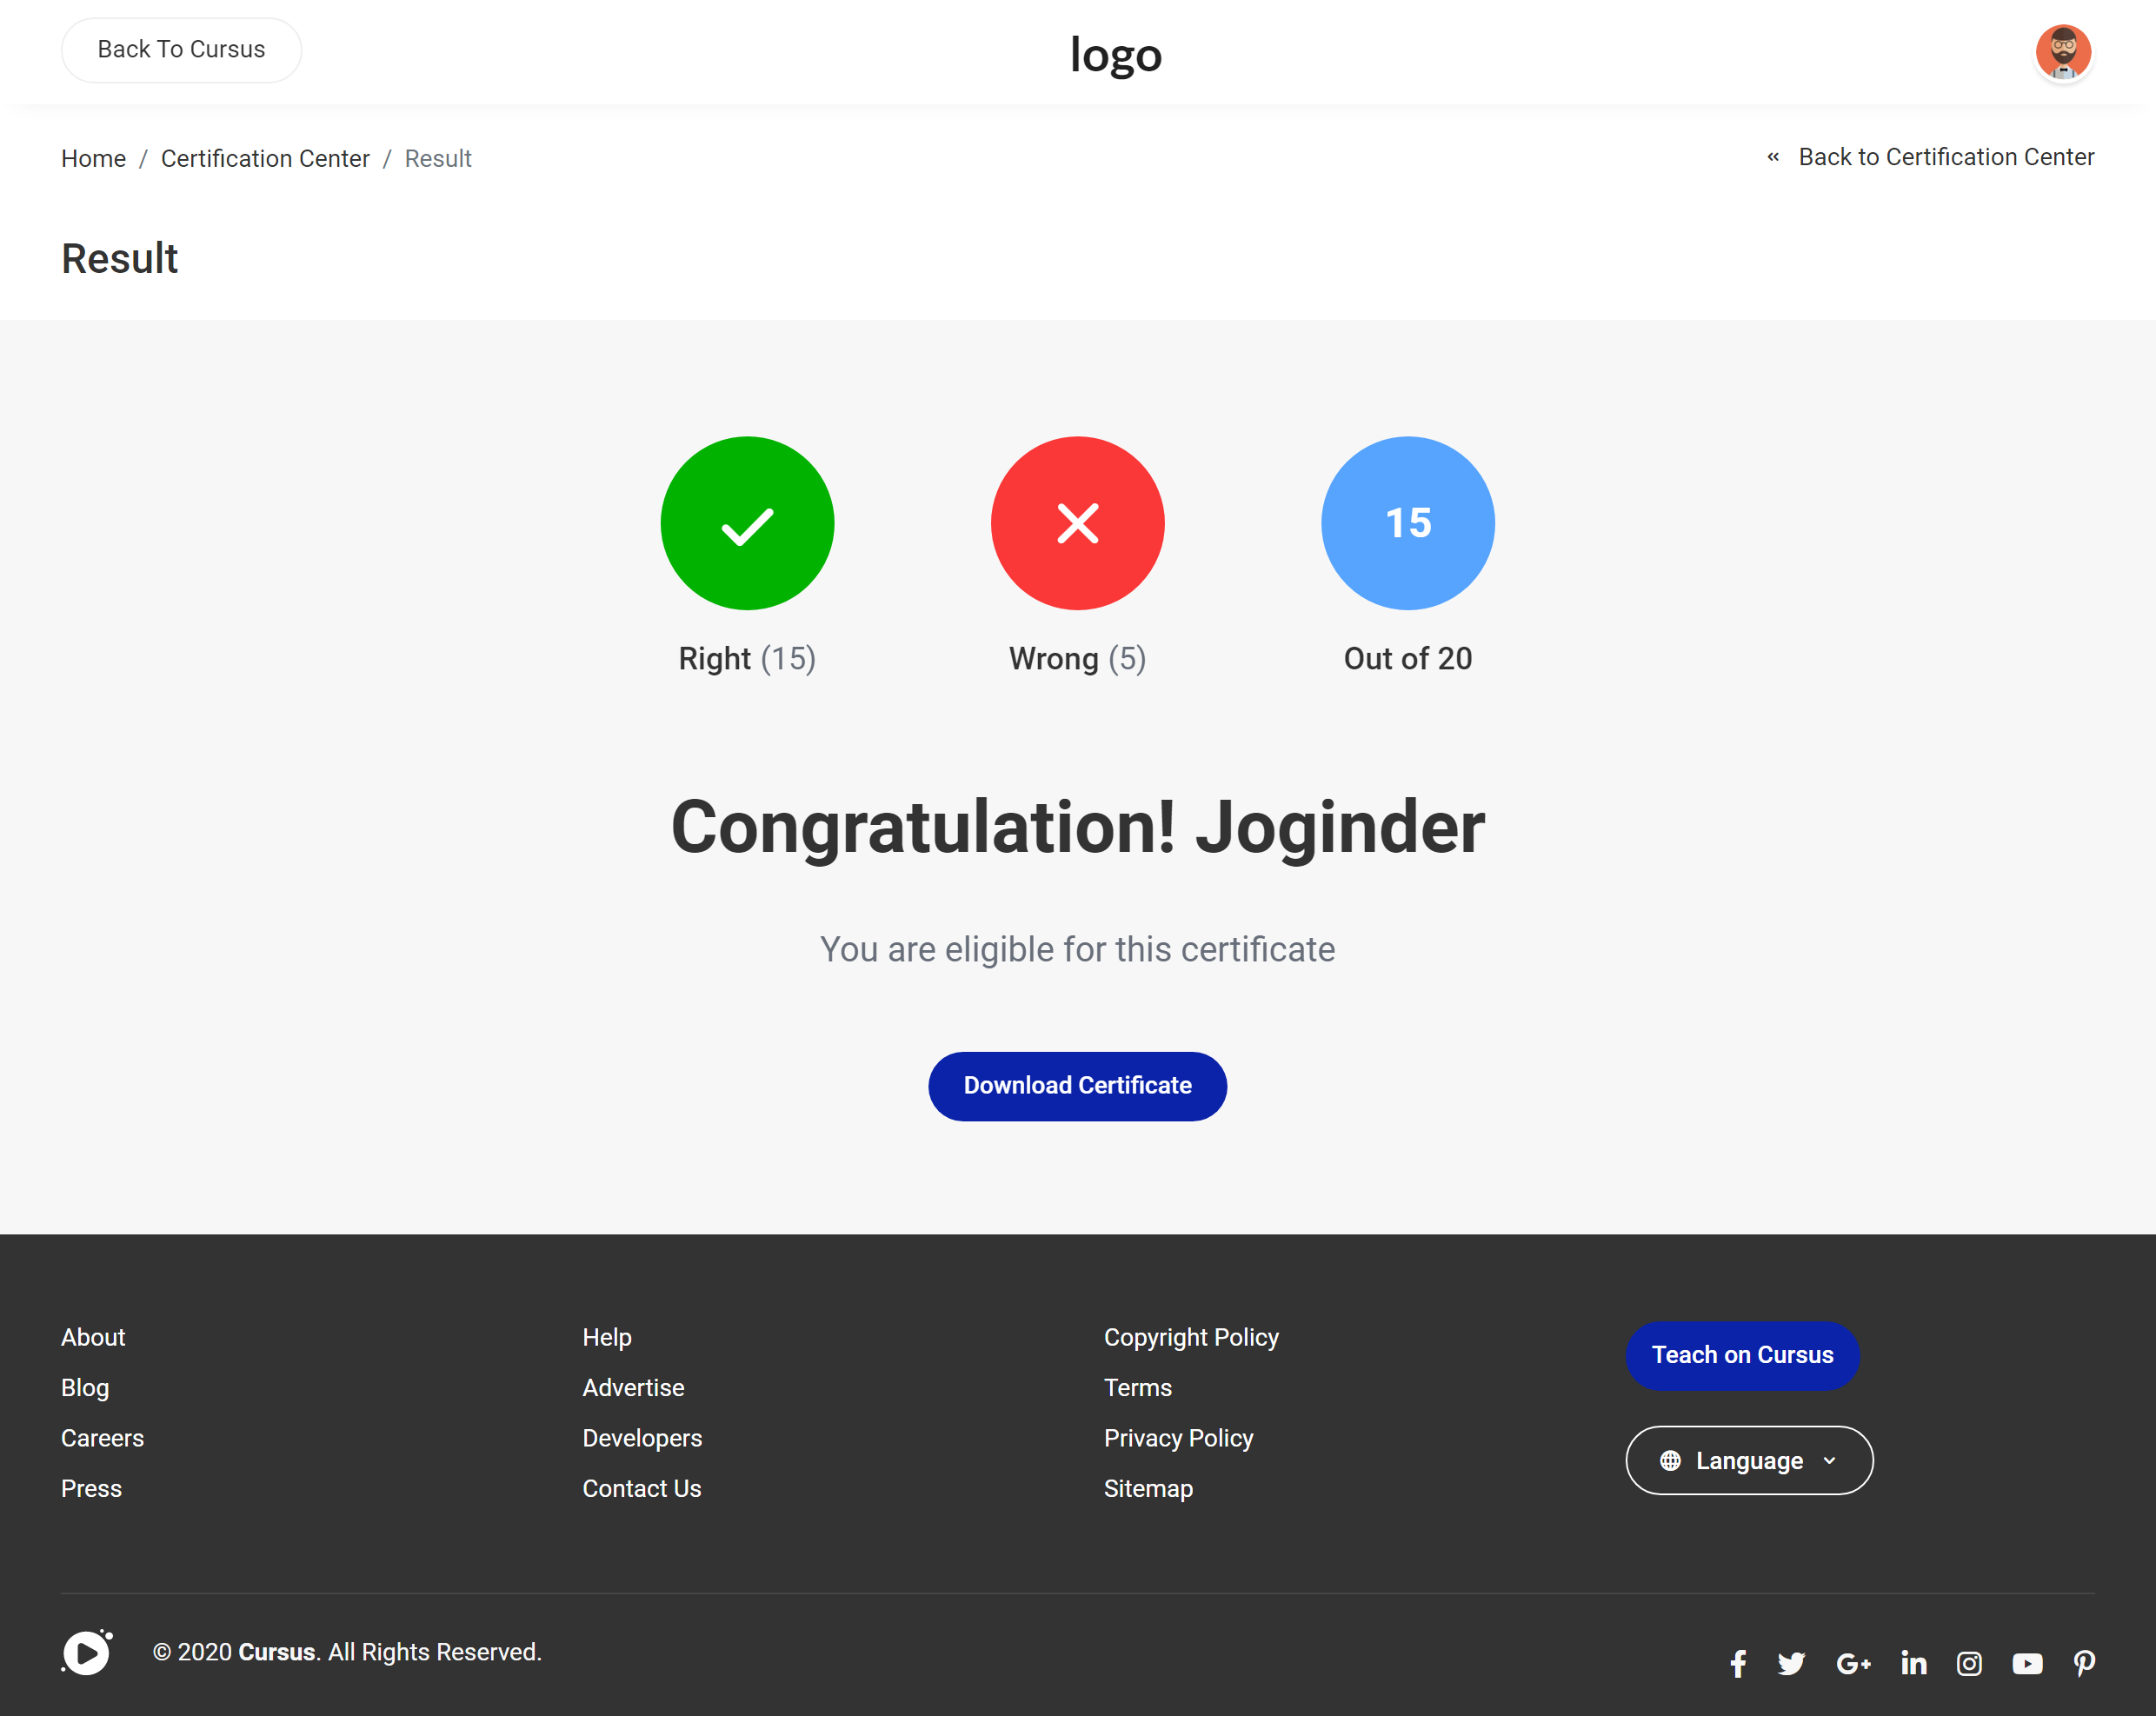 Back To Cursus
logo
Home / Certification Center / Result
« Back to Certification Center
Result
15
Right (15)
Wrong (5)
Out of 20
Congratulation! Joginder
You are eligible for this certificate
Download Certificate
About
Blog
Careers
Press
Help
Advertise
Developers
Contact Us
Copyright Policy
Terms
Privacy Policy
Sitemap
Teach on Cursus
Language
© 2020 Cursus. All Rights Reserved.